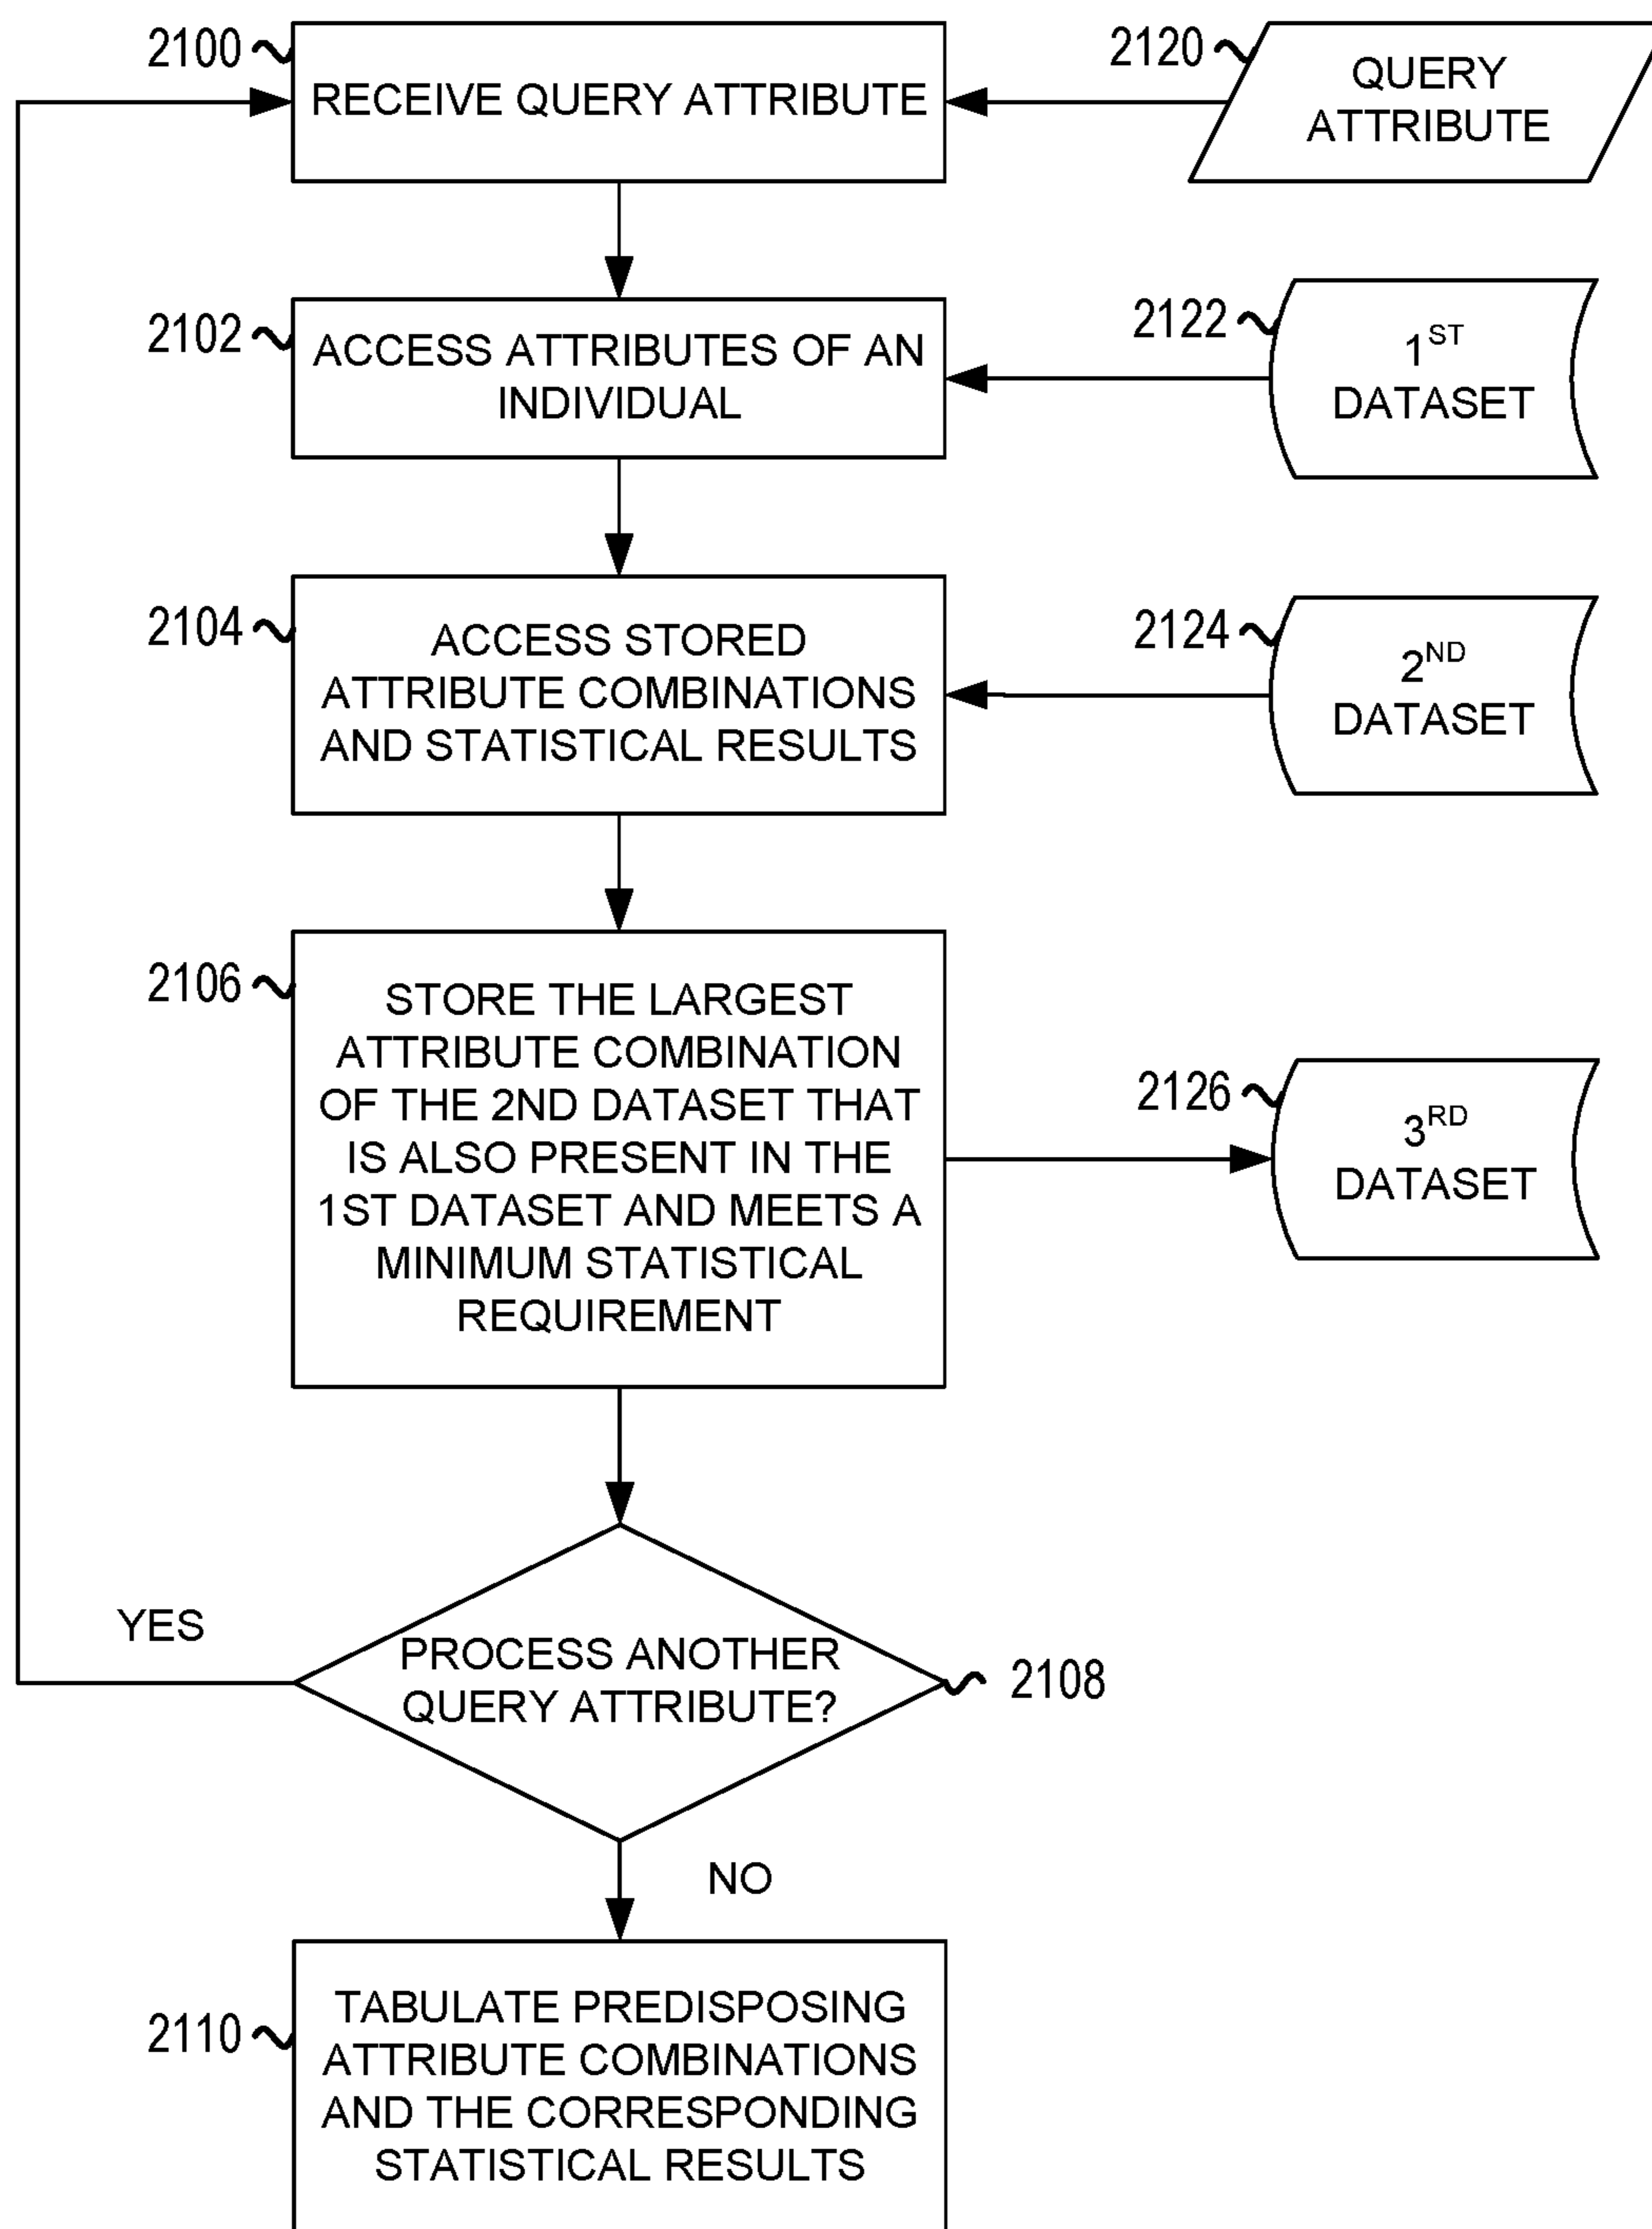 2100
RECEIVE QUERY ATTRIBUTE
2120
QUERY
ATTRIBUTE
2102
ACCESS ATTRIBUTES OF AN
INDIVIDUAL
2122
1ST
DATASET
2104
ACCESS STORED
ATTRIBUTE COMBINATIONS
AND STATISTICAL RESULTS
2124
2ND
DATASET
2106
STORE THE LARGEST
ATTRIBUTE COMBINATION
OF THE 2ND DATASET THAT
IS ALSO PRESENT IN THE
1ST DATASET AND MEETS A
MINIMUM STATISTICAL
REQUIREMENT
2126
3RD
DATASET
YES
PROCESS ANOTHER
QUERY ATTRIBUTE?
2108
NO
2110
TABULATE PREDISPOSING
ATTRIBUTE COMBINATIONS
AND THE CORRESPONDING
STATISTICAL RESULTS